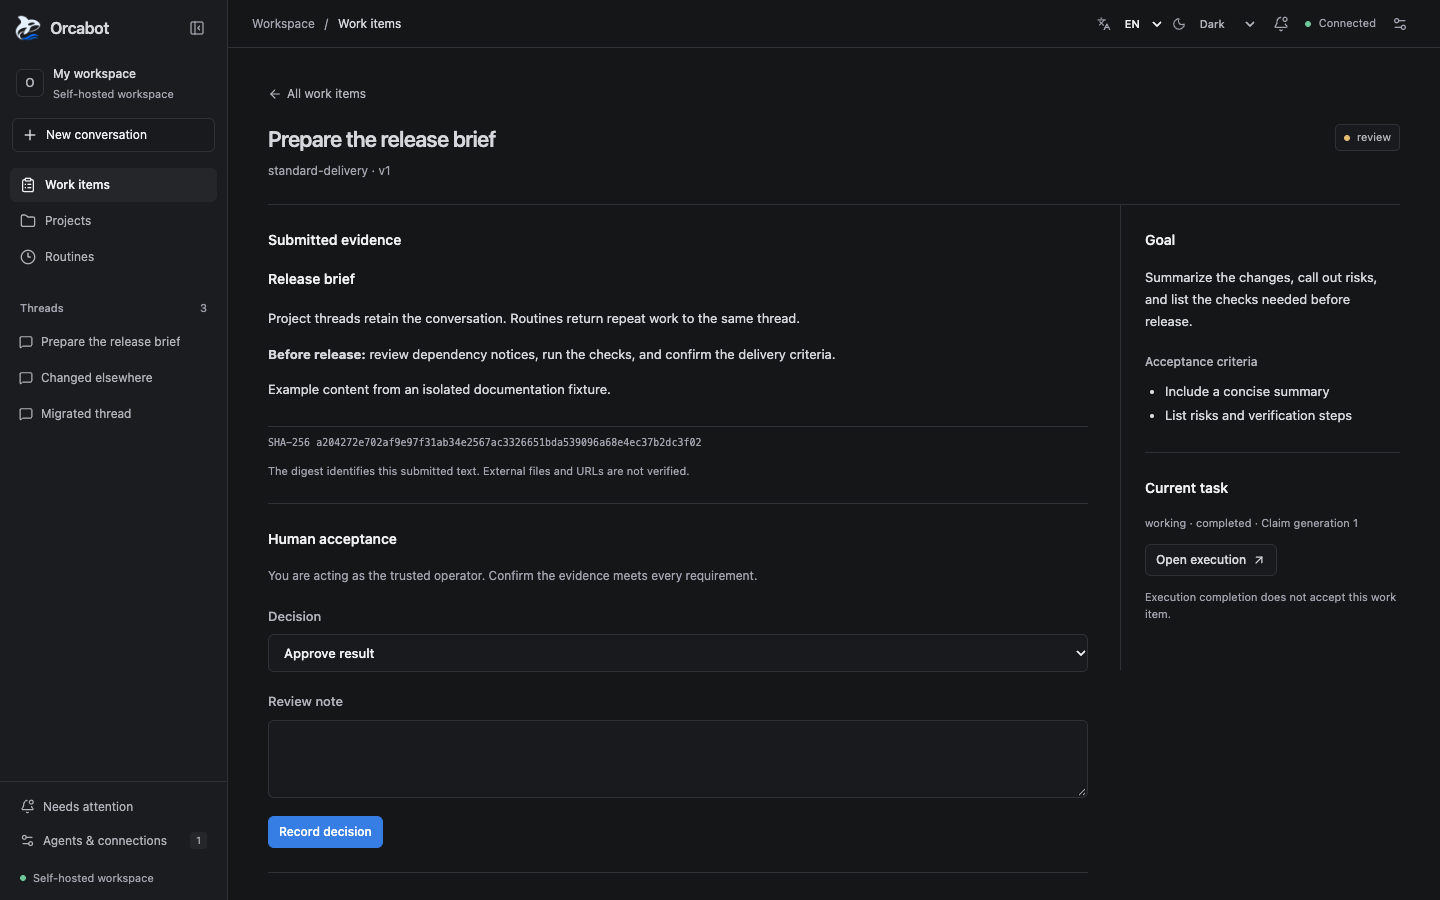 Orcabot
O
My workspace
Self-hosted workspace
New conversation
Work items
Projects
Routines
Threads 3
Prepare the release brief
Changed elsewhere
Migrated thread
Needs attention
Agents & connections 1
Self-hosted workspace
Workspace / Work items
EN
Dark
Connected
All work items
Prepare the release brief
review
standard-delivery · v1
Submitted evidence
Release brief
Project threads retain the conversation. Routines return repeat work to the same thread.
Before release: review dependency notices, run the checks, and confirm the delivery criteria.
Example content from an isolated documentation fixture.
SHA-256 a204272e702af9e97f31ab34e2567ac3326651bda539096a68e4ec37b2dc3f02
The digest identifies this submitted text. External files and URLs are not verified.
Human acceptance
You are acting as the trusted operator. Confirm the evidence meets every requirement.
Decision
Approve result
Review note
Record decision
Goal
Summarize the changes, call out risks,
and list the checks needed before
release.
Acceptance criteria
• Include a concise summary
• List risks and verification steps
Current task
working · completed · Claim generation 1
Open execution
Execution completion does not accept this work
item.